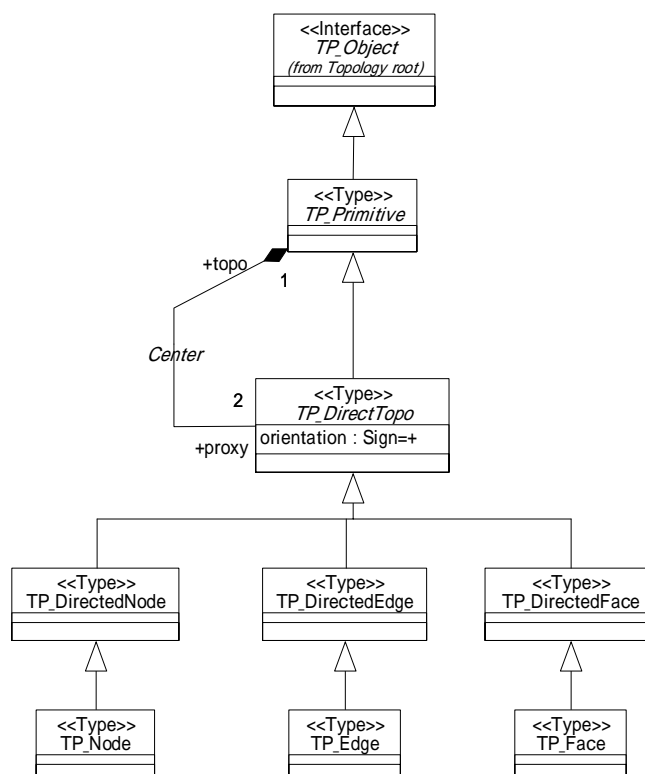 <<Interface>>
TP_Object
(from Topology root)
<<Type>>
TP_Primitive
+topo
1
Center
2
<<Type>>
TP_DirectTopo
+proxy
orientation : Sign=+
<<Type>>
TP_DirectedNode
<<Type>>
TP_DirectedEdge
<<Type>>
TP_DirectedFace
<<Type>>
TP_Node
<<Type>>
TP_Edge
<<Type>>
TP_Face